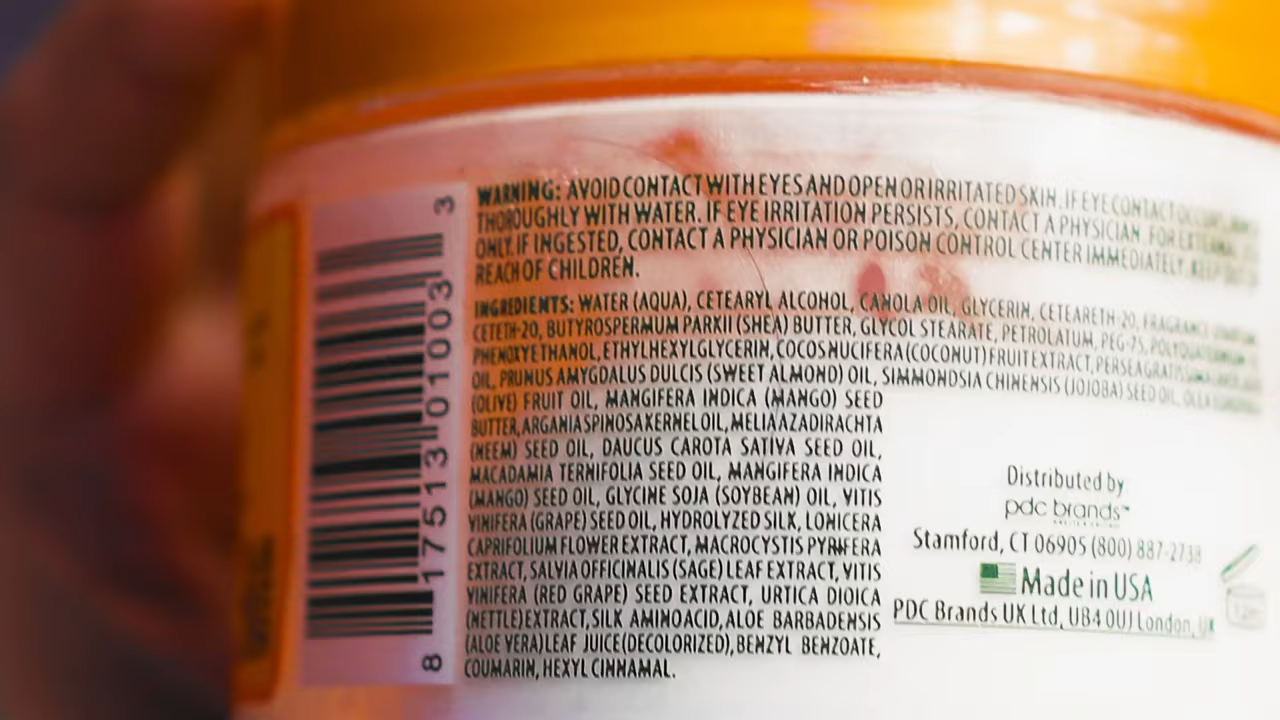 WARNING: AVOID CONTACT WITH EYES AND OPEN OR IRRITATED SKIN. IF EYE CONTACT OCCURS,
THOROUGHLY WITH WATER. IF EYE IRRITATION PERSISTS, CONTACT A PHYSICIAN. FOR EXTERNAL
ONLY. IF INGESTED, CONTACT A PHYSICIAN OR POISON CONTROL CENTER IMMEDIATELY. KEEP OUT OF
REACH OF CHILDREN.
INGREDIENTS: WATER (AQUA), CETEARYL ALCOHOL, CANOLA OIL, GLYCERIN, CETEARETH-20, FRAGRANCE
CETETH-20, BUTYROSPERMUM PARKII (SHEA) BUTTER, GLYCOL STEARATE, PETROLATUM, PEG-75,
PHENOXYETHANOL, ETHYLHEXYLGLYCERIN, COCOS NUCIFERA (COCONUT) FRUIT EXTRACT, PERSEA GRATISSIMA
OIL, PRUNUS AMYGDALUS DULCIS (SWEET ALMOND) OIL, SIMMONDSIA CHINENSIS (JOJOBA) SEED OIL, OLEA
(OLIVE) FRUIT OIL, MANGIFERA INDICA (MANGO) SEED
BUTTER, ARGANIA SPINOSA KERNEL OIL, MELIA AZADIRACHTA
(NEEM) SEED OIL, DAUCUS CAROTA SATIVA SEED OIL,
MACADAMIA TERNIFOLIA SEED OIL, MANGIFERA INDICA
(MANGO) SEED OIL, GLYCINE SOJA (SOYBEAN) OIL, VITIS
VINIFERA (GRAPE) SEED OIL, HYDROLYZED SILK, LONICERA
CAPRIFOLIUM FLOWER EXTRACT, MACROCYSTIS PYRIFERA
EXTRACT, SALVIA OFFICINALIS (SAGE) LEAF EXTRACT, VITIS
VINIFERA (RED GRAPE) SEED EXTRACT, URTICA DIOICA
(NETTLE) EXTRACT, SILK AMINO ACID, ALOE BARBADENSIS
(ALOE VERA) LEAF JUICE (DECOLORIZED), BENZYL BENZOATE,
COUMARIN, HEXYL CINNAMAL.
8 17513 01003 3
Distributed by
pdc brands™
Stamford, CT 06905 (800) 887-2738
Made in USA
PDC Brands UK Ltd, UB4 0UJ London, UK